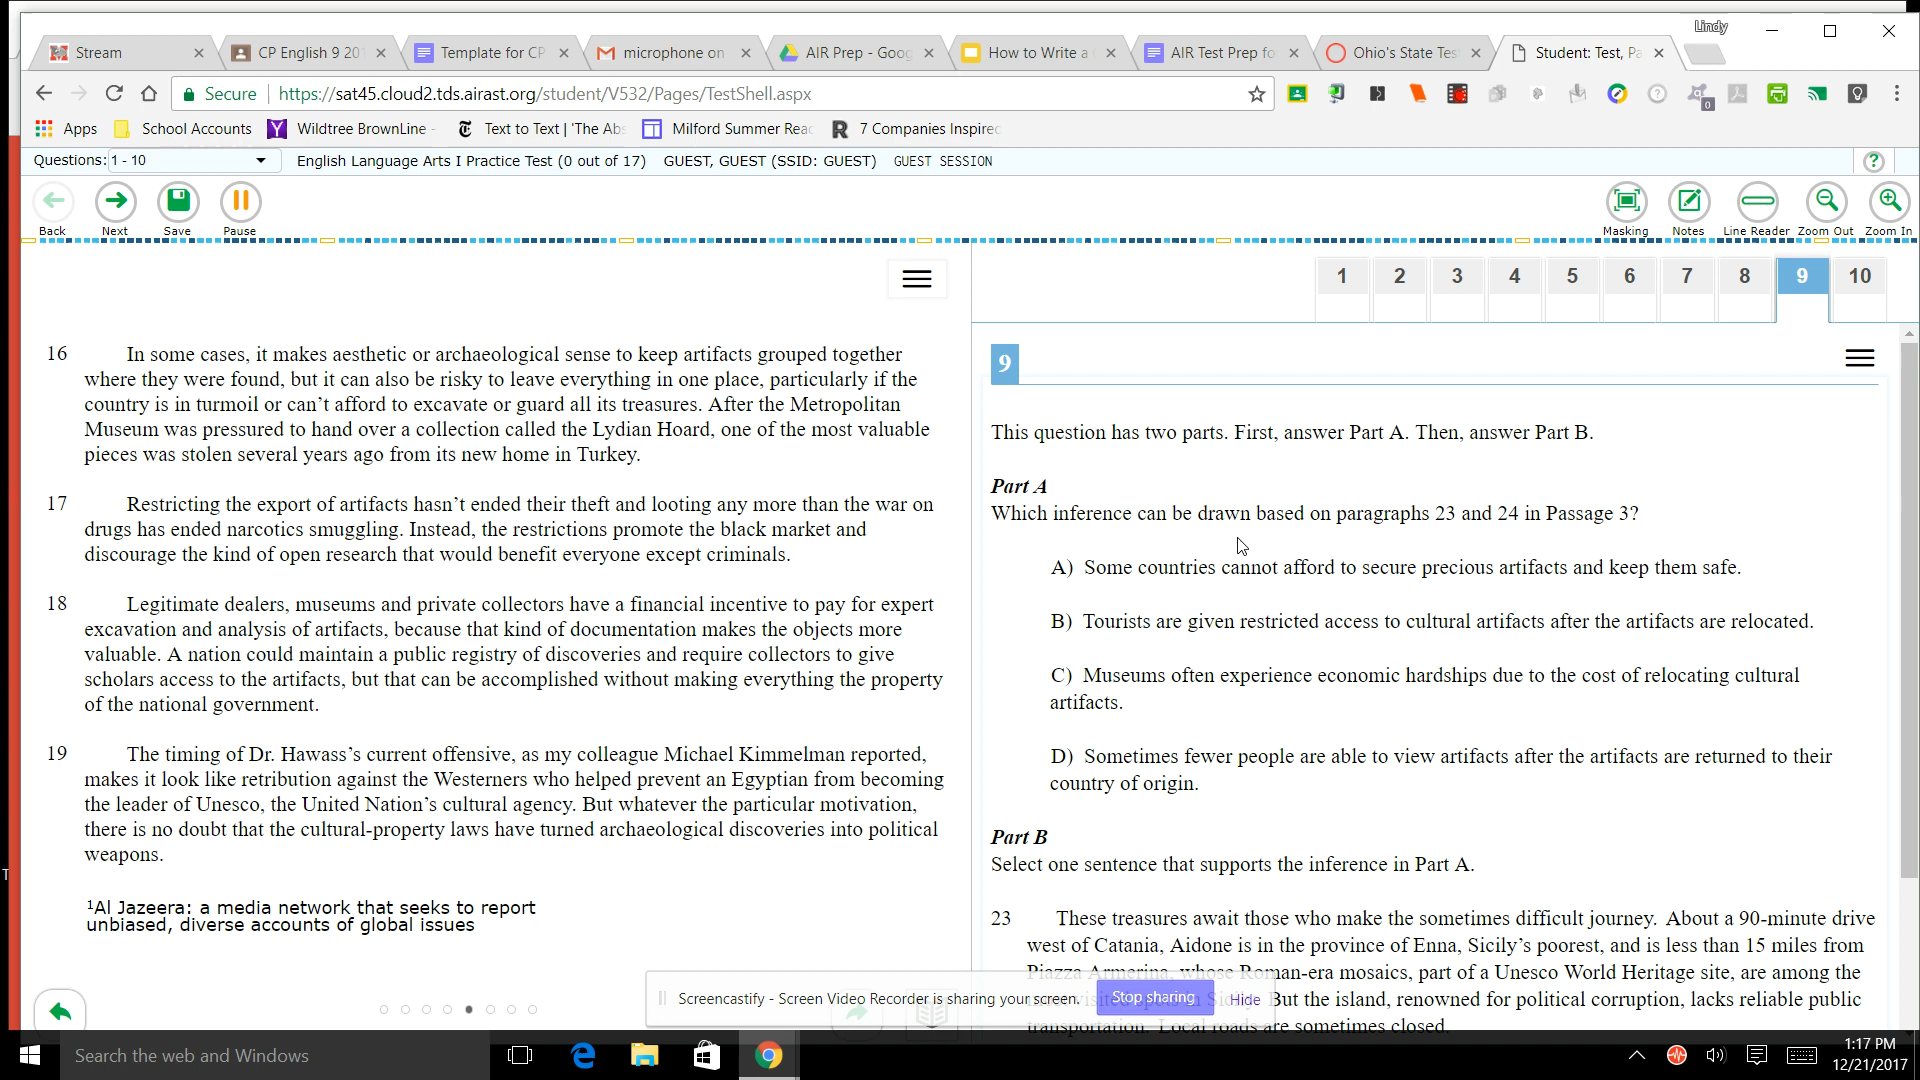 Lindy
Stream
CP English 9 20
Template for CP
microphone on
AIR Prep - Goog
How to Write a
AIR Test Prep fo
Ohio's State Tes
Student: Test, Pa
Secure
https://sat45.cloud2.tds.airast.org/student/V532/Pages/TestShell.aspx
0
Apps School Accounts Wildtree BrownLine - Text to Text | 'The Abs Milford Summer Rea 7 Companies Inspired
Questions: 1 - 10 English Language Arts I Practice Test (0 out of 17) GUEST, GUEST (SSID: GUEST) GUEST SESSION
Back Next Save Pause Masking Notes Line Reader Zoom Out Zoom In
1 2 3 4 5 6 7 8 9 10
16 In some cases, it makes aesthetic or archaeological sense to keep artifacts grouped together
where they were found, but it can also be risky to leave everything in one place, particularly if the
country is in turmoil or can't afford to excavate or guard all its treasures. After the Metropolitan
Museum was pressured to hand over a collection called the Lydian Hoard, one of the most valuable
pieces was stolen several years ago from its new home in Turkey.
17 Restricting the export of artifacts hasn't ended their theft and looting any more than the war on
drugs has ended narcotics smuggling. Instead, the restrictions promote the black market and
discourage the kind of open research that would benefit everyone except criminals.
18 Legitimate dealers, museums and private collectors have a financial incentive to pay for expert
excavation and analysis of artifacts, because that kind of documentation makes the objects more
valuable. A nation could maintain a public registry of discoveries and require collectors to give
scholars access to the artifacts, but that can be accomplished without making everything the property
of the national government.
19 The timing of Dr. Hawass's current offensive, as my colleague Michael Kimmelman reported,
makes it look like retribution against the Westerners who helped prevent an Egyptian from becoming
the leader of Unesco, the United Nation's cultural agency. But whatever the particular motivation,
there is no doubt that the cultural-property laws have turned archaeological discoveries into political
weapons.
¹Al Jazeera: a media network that seeks to report
unbiased, diverse accounts of global issues
9
This question has two parts. First, answer Part A. Then, answer Part B.
Part A
Which inference can be drawn based on paragraphs 23 and 24 in Passage 3?
A) Some countries cannot afford to secure precious artifacts and keep them safe.
B) Tourists are given restricted access to cultural artifacts after the artifacts are relocated.
C) Museums often experience economic hardships due to the cost of relocating cultural
artifacts.
D) Sometimes fewer people are able to view artifacts after the artifacts are returned to their
country of origin.
Part B
Select one sentence that supports the inference in Part A.
23 These treasures await those who make the sometimes difficult journey. About a 90-minute drive
west of Catania, Aidone is in the province of Enna, Sicily's poorest, and is less than 15 miles from
Piazza Armerina, whose Roman-era mosaics, part of a Unesco World Heritage site, are among the
But the island, renowned for political corruption, lacks reliable public
transportation. Local roads are sometimes closed.
Screencastify - Screen Video Recorder is sharing your screen. Stop sharing Hide
Search the web and Windows
1:17 PM
12/21/2017